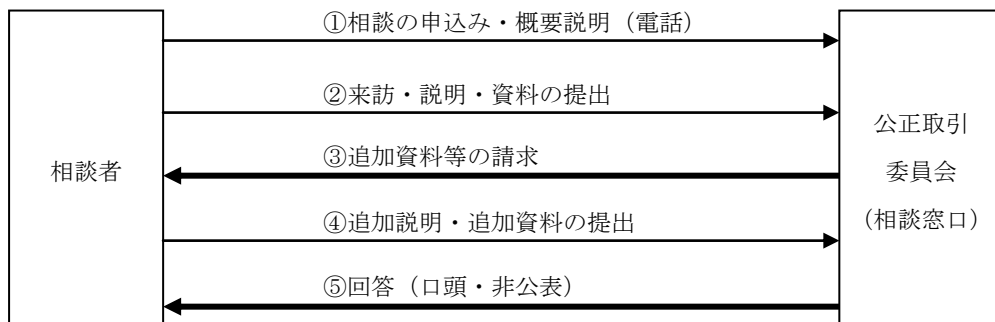 ①相談の申込み・概要説明（電話）
②来訪・説明・資料の提出
③追加資料等の請求
④追加説明・追加資料の提出
⑤回答（口頭・非公表）
相談者
公正取引
委員会
（相談窓口）